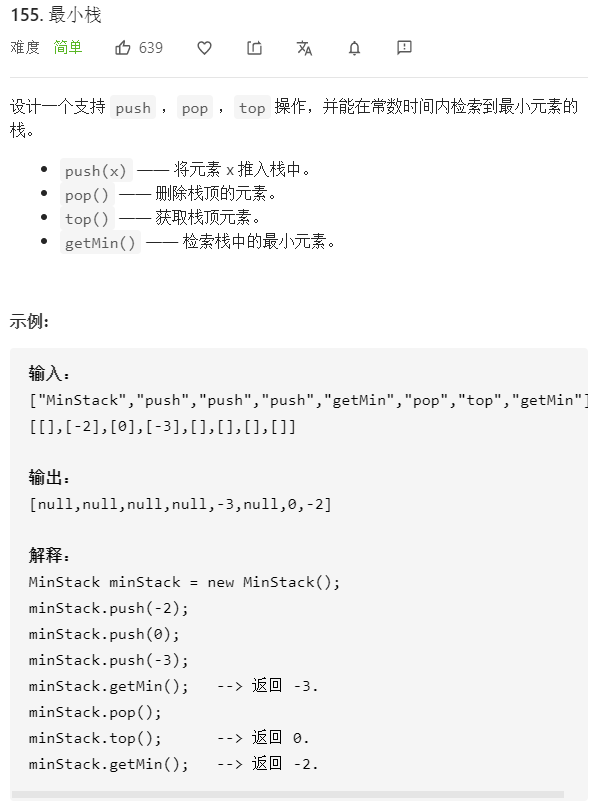 155. 最小栈
难度 简单 639
设计一个支持 push ，pop ，top 操作，并能在常数时间内检索到最小元素的
栈。
push(x) —— 将元素 x 推入栈中。
pop() —— 删除栈顶的元素。
top() —— 获取栈顶元素。
getMin() —— 检索栈中的最小元素。
示例:
输入：
["MinStack","push","push","push","getMin","pop","top","getMin"]
[[],[-2],[0],[-3],[],[],[],[]]
输出：
[null,null,null,null,-3,null,0,-2]
解释：
MinStack minStack = new MinStack();
minStack.push(-2);
minStack.push(0);
minStack.push(-3);
minStack.getMin();   --> 返回 -3.
minStack.pop();
minStack.top();      --> 返回 0.
minStack.getMin();   --> 返回 -2.